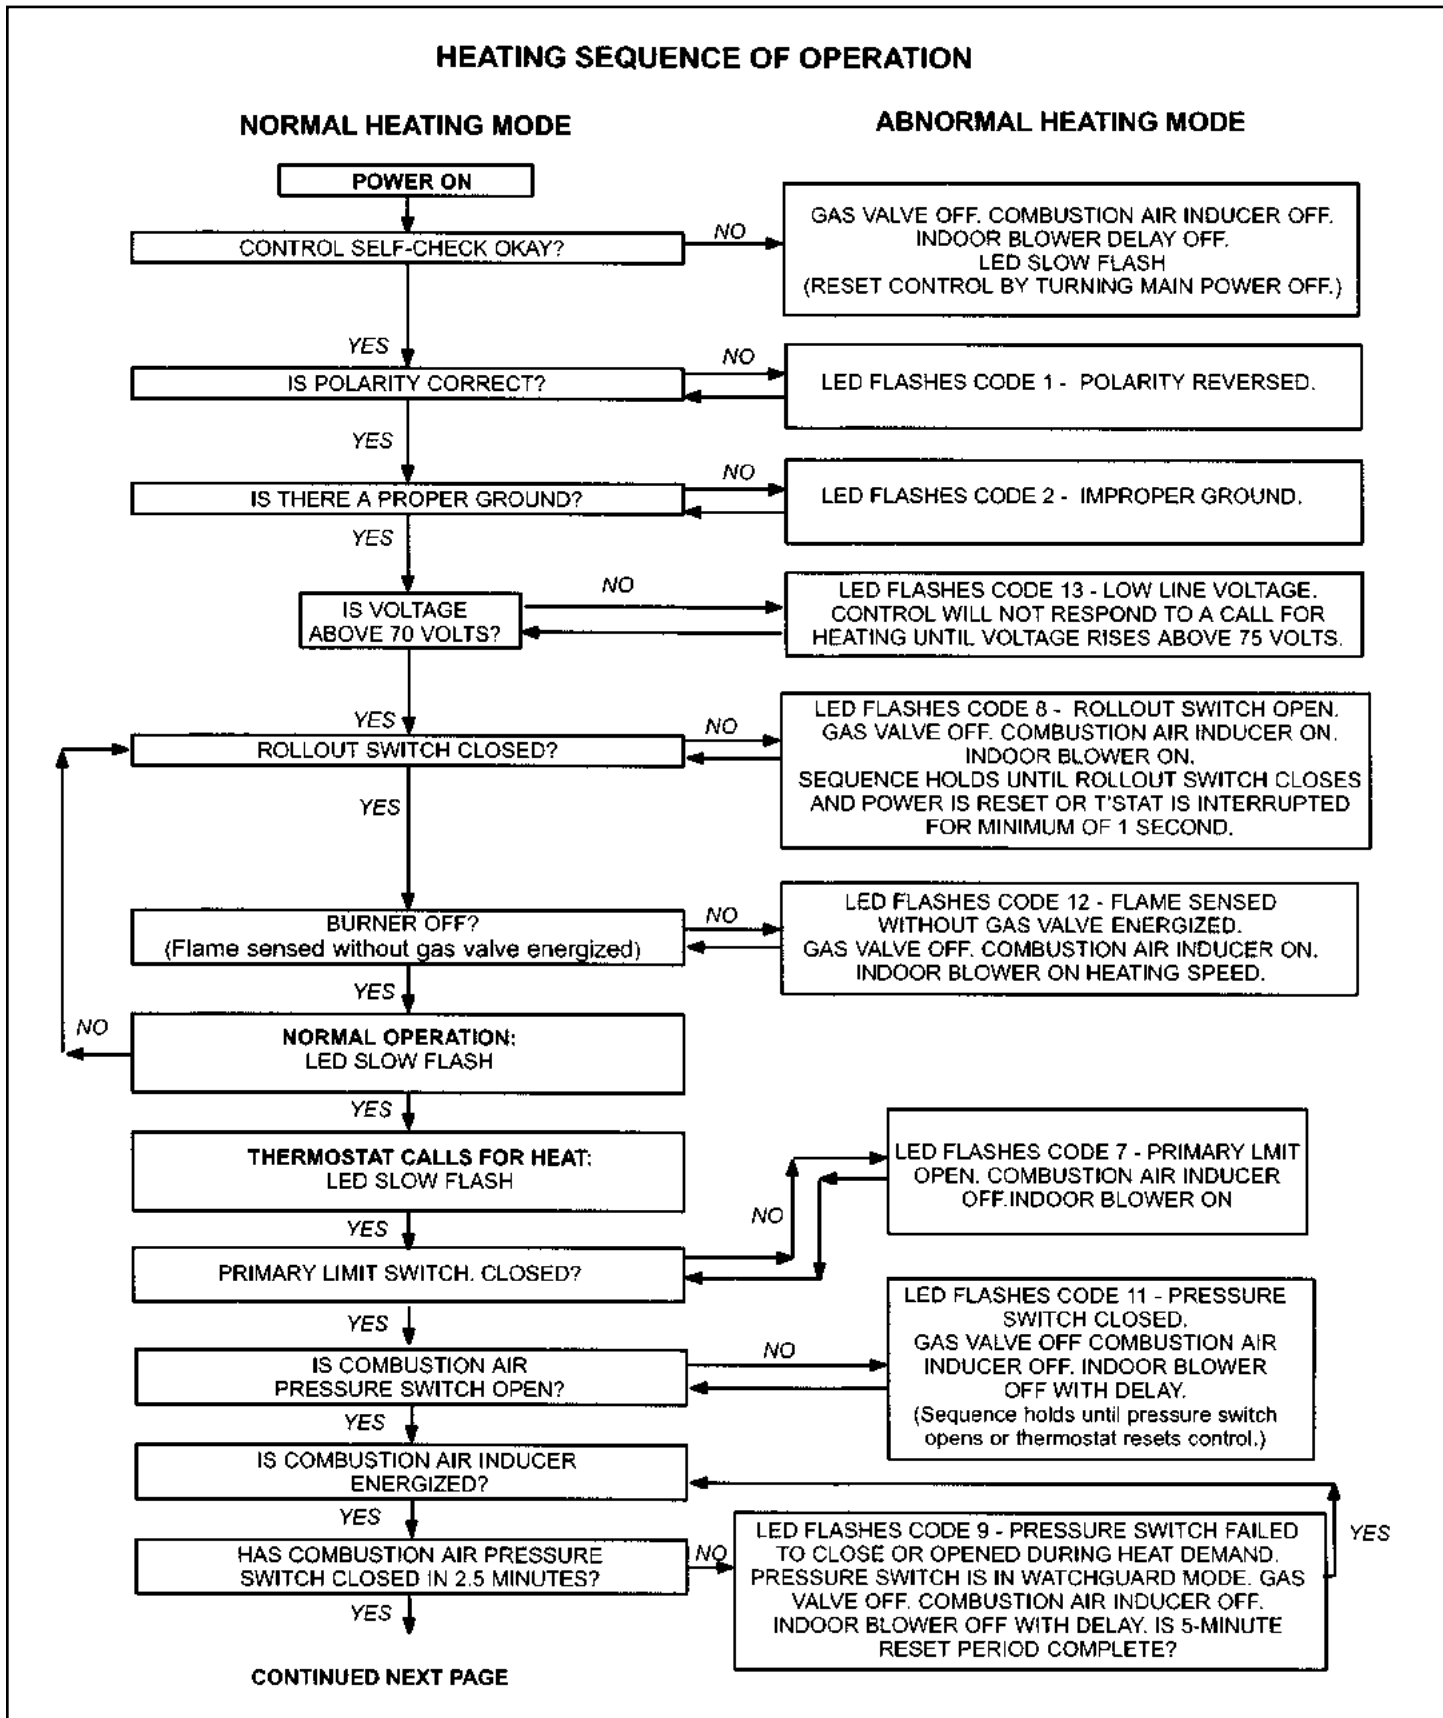 HEATING SEQUENCE OF OPERATION
NORMAL HEATING MODE
ABNORMAL HEATING MODE
POWER ON
CONTROL SELF-CHECK OKAY?
NO
GAS VALVE OFF. COMBUSTION AIR INDUCER OFF.
INDOOR BLOWER DELAY OFF.
LED SLOW FLASH
(RESET CONTROL BY TURNING MAIN POWER OFF.)
YES
IS POLARITY CORRECT?
NO
LED FLASHES CODE 1 - POLARITY REVERSED.
YES
IS THERE A PROPER GROUND?
NO
LED FLASHES CODE 2 - IMPROPER GROUND.
YES
IS VOLTAGE
ABOVE 70 VOLTS?
NO
LED FLASHES CODE 13 - LOW LINE VOLTAGE.
CONTROL WILL NOT RESPOND TO A CALL FOR
HEATING UNTIL VOLTAGE RISES ABOVE 75 VOLTS.
YES
ROLLOUT SWITCH CLOSED?
NO
LED FLASHES CODE 8 - ROLLOUT SWITCH OPEN.
GAS VALVE OFF. COMBUSTION AIR INDUCER ON.
INDOOR BLOWER ON.
SEQUENCE HOLDS UNTIL ROLLOUT SWITCH CLOSES
AND POWER IS RESET OR T'STAT IS INTERRUPTED
FOR MINIMUM OF 1 SECOND.
YES
BURNER OFF?
(Flame sensed without gas valve energized)
NO
LED FLASHES CODE 12 - FLAME SENSED
WITHOUT GAS VALVE ENERGIZED.
GAS VALVE OFF. COMBUSTION AIR INDUCER ON.
INDOOR BLOWER ON HEATING SPEED.
YES
NO
NORMAL OPERATION:
LED SLOW FLASH
YES
THERMOSTAT CALLS FOR HEAT:
LED SLOW FLASH
YES
PRIMARY LIMIT SWITCH. CLOSED?
NO
LED FLASHES CODE 7 - PRIMARY LMIT
OPEN. COMBUSTION AIR INDUCER
OFF.INDOOR BLOWER ON
YES
IS COMBUSTION AIR
PRESSURE SWITCH OPEN?
NO
LED FLASHES CODE 11 - PRESSURE
SWITCH CLOSED.
GAS VALVE OFF COMBUSTION AIR
INDUCER OFF. INDOOR BLOWER
OFF WITH DELAY.
(Sequence holds until pressure switch
opens or thermostat resets control.)
YES
IS COMBUSTION AIR INDUCER
ENERGIZED?
YES
HAS COMBUSTION AIR PRESSURE
SWITCH CLOSED IN 2.5 MINUTES?
NO
LED FLASHES CODE 9 - PRESSURE SWITCH FAILED
TO CLOSE OR OPENED DURING HEAT DEMAND.
PRESSURE SWITCH IS IN WATCHGUARD MODE. GAS
VALVE OFF. COMBUSTION AIR INDUCER OFF.
INDOOR BLOWER OFF WITH DELAY. IS 5-MINUTE
RESET PERIOD COMPLETE?
YES
YES
CONTINUED NEXT PAGE